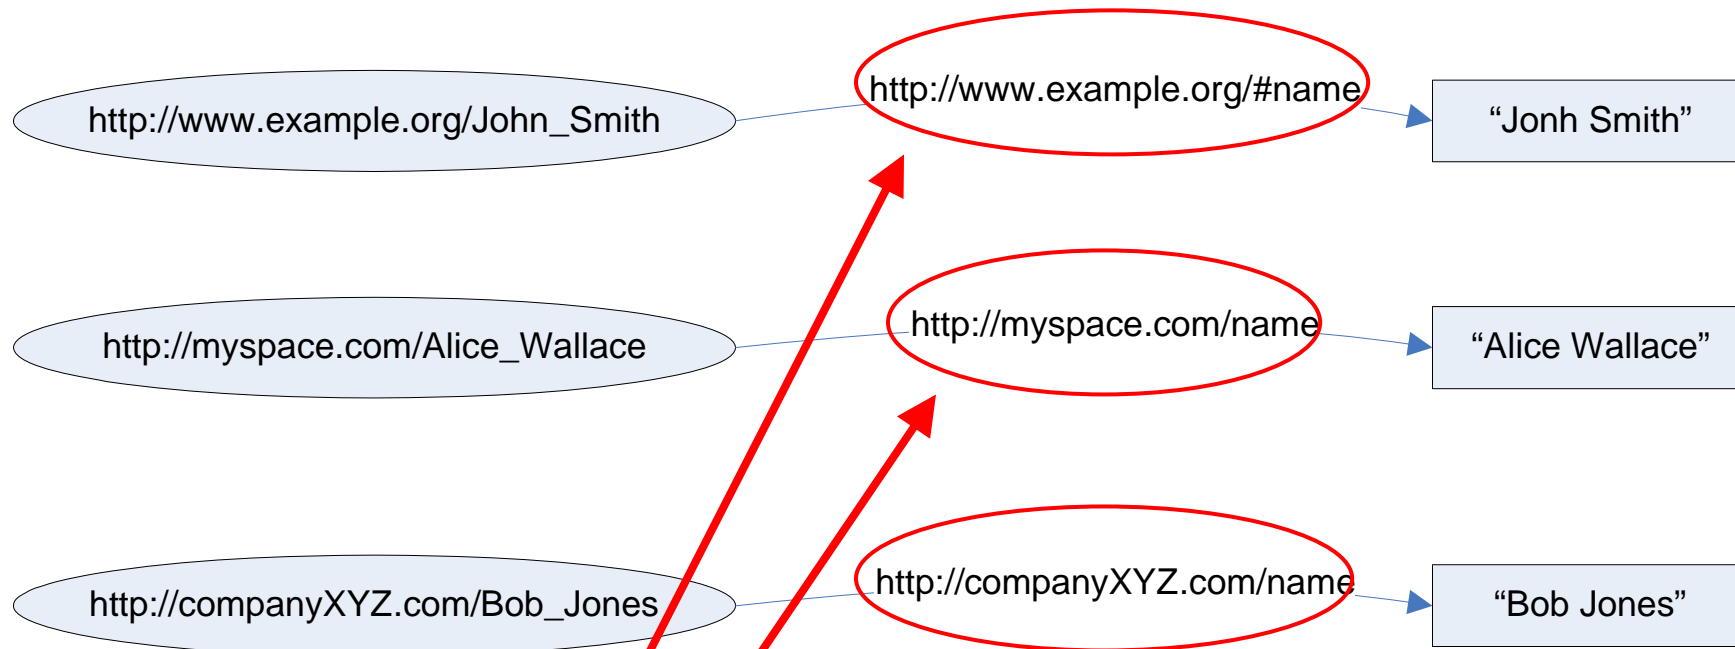 http://www.example.org/John_Smith http://www.example.org/#name “Jonh Smith”
http://myspace.com/Alice_Wallace http://myspace.com/name “Alice Wallace”
http://companyXYZ.com/Bob_Jones http://companyXYZ.com/name “Bob Jones”